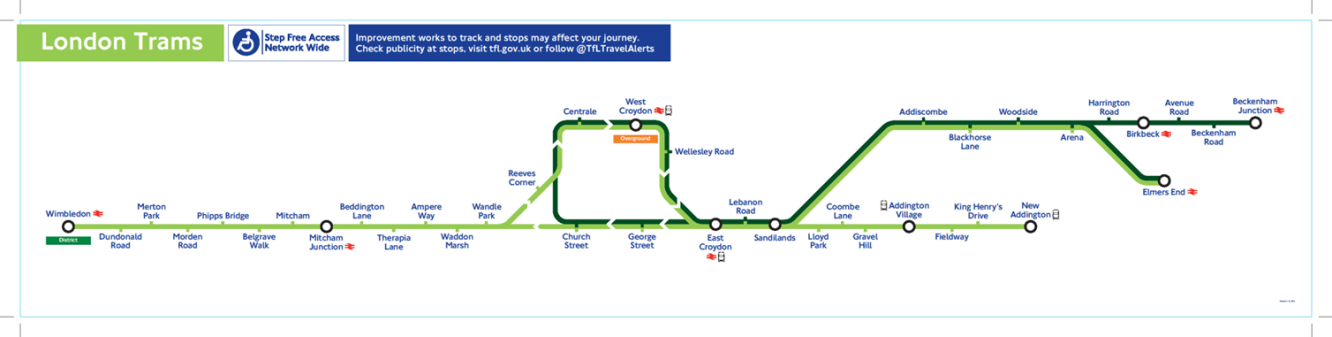 London Trams
Step Free Access
Network Wide
Improvement works to track and stops may affect your journey.
Check publicity at stops, visit tfl.gov.uk or follow @TfLTravelAlerts
Wimbledon
District
Dundonald
Road
Merton
Park
Morden
Road
Phipps Bridge
Belgrave
Walk
Mitcham
Mitcham
Junction
Beddington
Lane
Therapia
Lane
Ampere
Way
Waddon
Marsh
Wandle
Park
Reeves
Corner
Centrale
West
Croydon
Overground
Wellesley Road
Church
Street
George
Street
East
Croydon
Lebanon
Road
Sandilands
Lloyd
Park
Coombe
Lane
Gravel
Hill
Addington
Village
Fieldway
King Henry's
Drive
New
Addington
Addiscombe
Blackhorse
Lane
Woodside
Arena
Harrington
Road
Birkbeck
Avenue
Road
Beckenham
Road
Beckenham
Junction
Elmers End